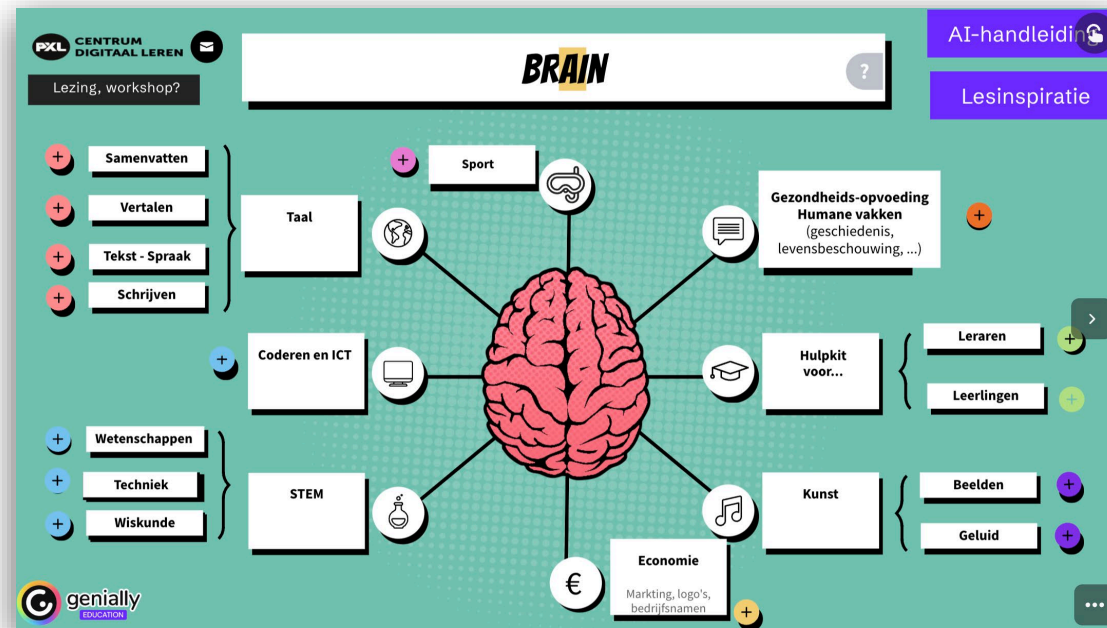 PXL CENTRUM
DIGITAAL LEREN
Lezing, workshop?
BRAIN
?
AI-handleiding
Lesinspiratie
+ Samenvatten
+ Vertalen
+ Tekst - Spraak
+ Schrijven
Taal
+ Sport
Gezondheids-opvoeding
Humane vakken
(geschiedenis,
levensbeschouwing, ...)
+
+ Coderen en ICT
Hulpkit
voor...
Leraren +
Leerlingen +
+ Wetenschappen
+ Techniek
+ Wiskunde
STEM
Kunst
Beelden +
Geluid +
€
Economie
Markting, logo's,
bedrijfsnamen
+
genially
EDUCATION